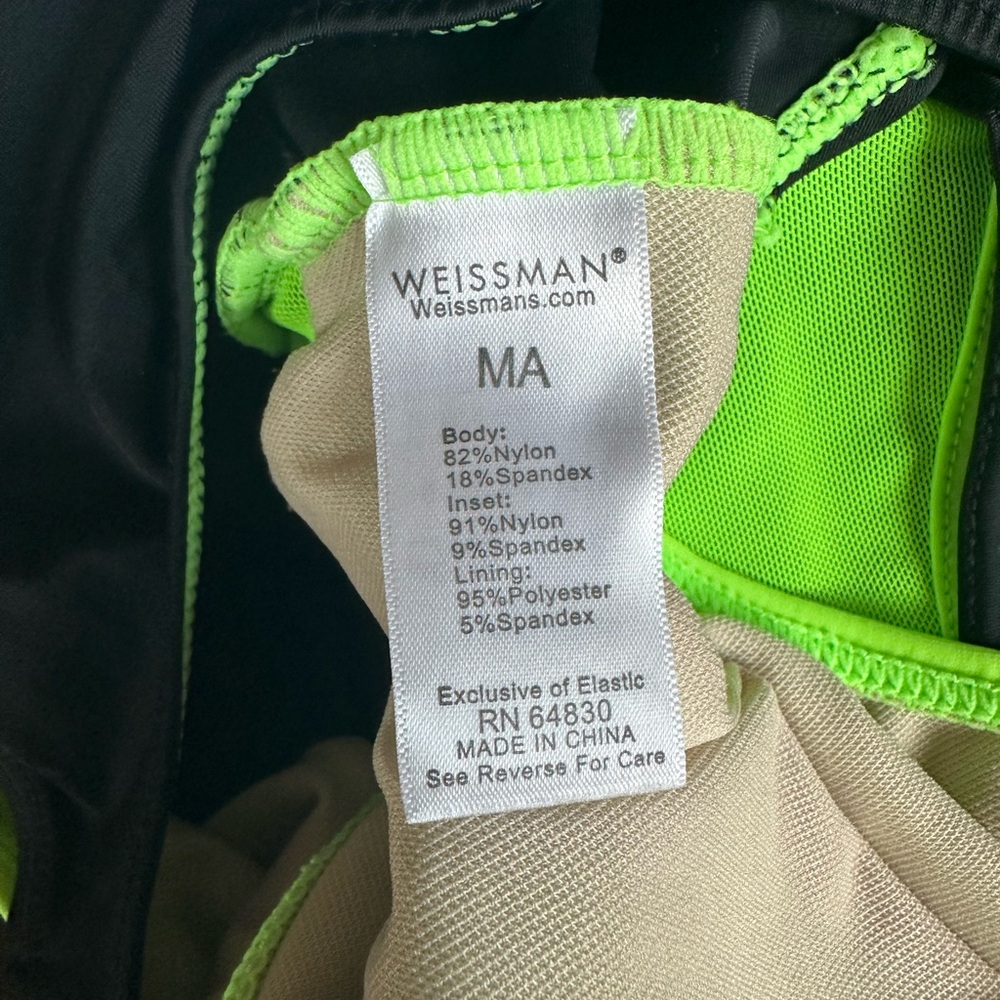 WEISSMAN®
Weissmans.com
MA
Body:
82%Nylon
18%Spandex
Inset:
91%Nylon
9%Spandex
Lining:
95%Polyester
5%Spandex
Exclusive of Elastic
RN 64830
MADE IN CHINA
See Reverse For Care